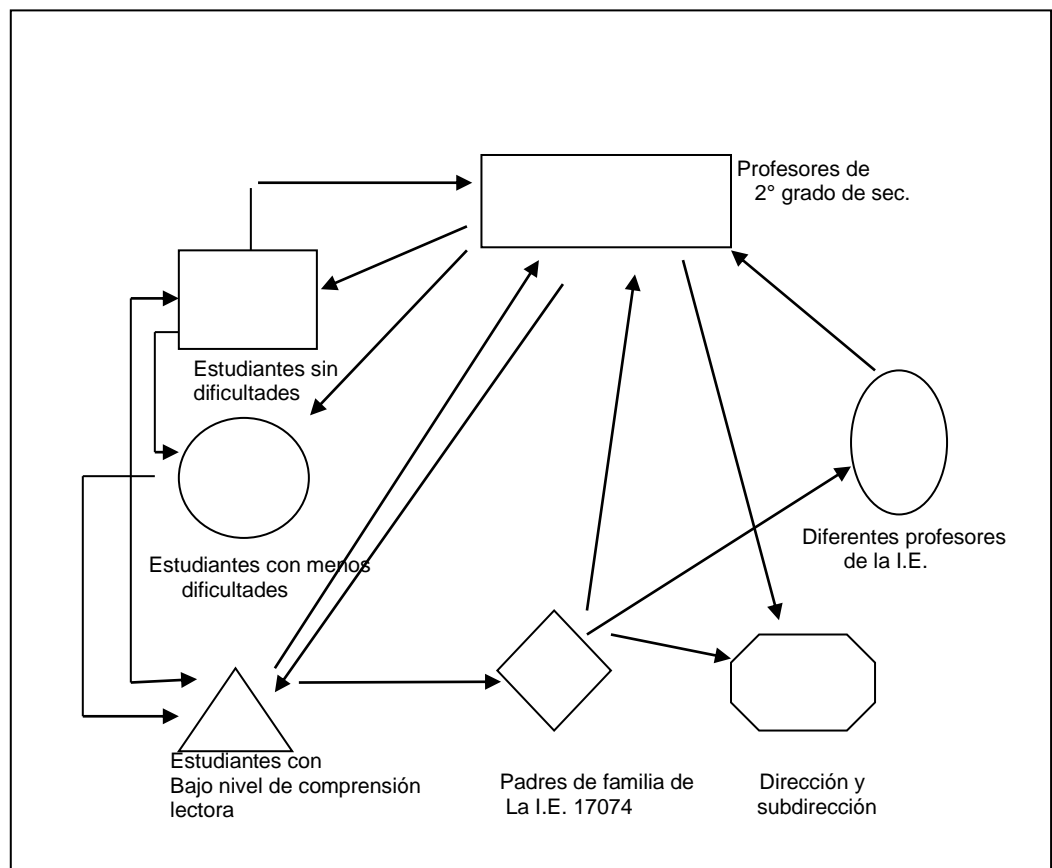 Profesores de
2° grado de sec.
Estudiantes sin
dificultades
Diferentes profesores
de la I.E.
Estudiantes con menos
dificultades
Estudiantes con
Bajo nivel de comprensión
lectora
Padres de familia de
La I.E. 17074
Dirección y
subdirección